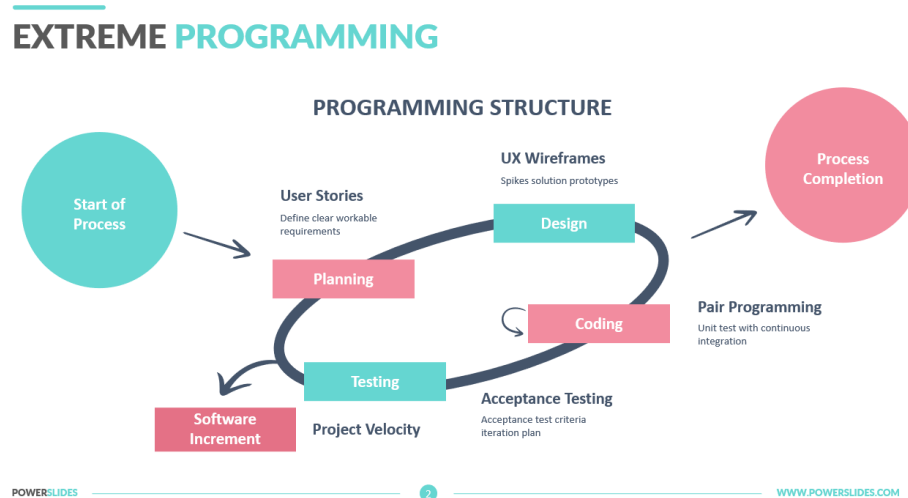 EXTREME PROGRAMMING
PROGRAMMING STRUCTURE
Start of
Process
User Stories
Define clear workable
requirements
UX Wireframes
Spikes solution prototypes
Process
Completion
Design
Planning
Coding
Pair Programming
Unit test with continuous
integration
Testing
Acceptance Testing
Acceptance test criteria
iteration plan
Software
Increment
Project Velocity
POWERSLIDES
2
WWW.POWERSLIDES.COM